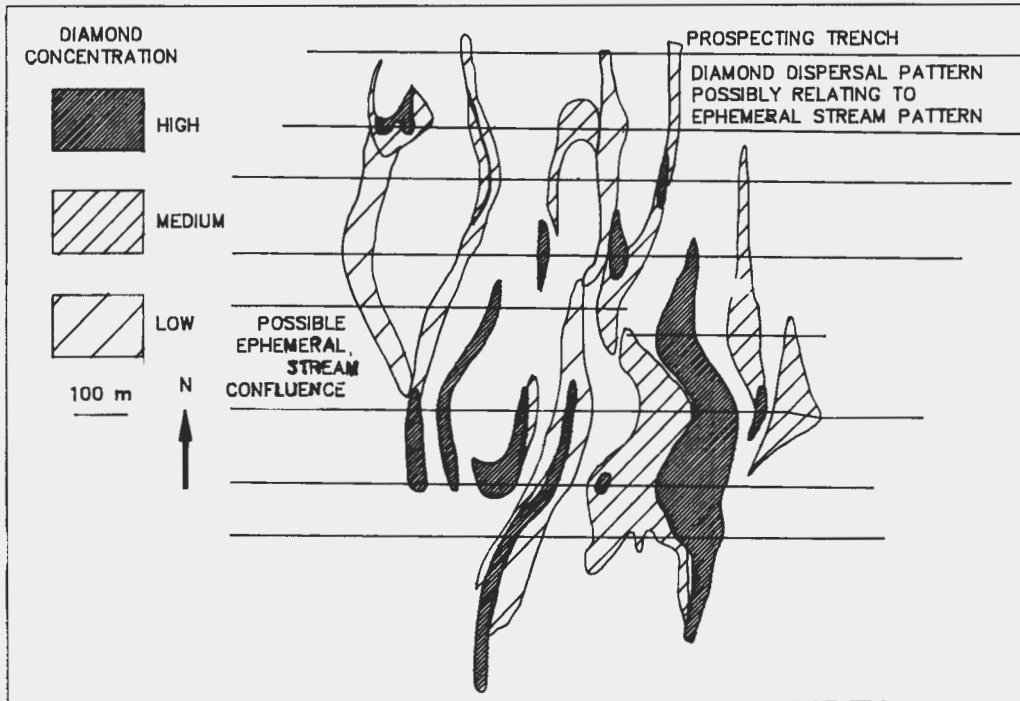 DIAMOND
CONCENTRATION
HIGH
MEDIUM
LOW
100 m
N
POSSIBLE
EPHEMERAL,
STREAM
CONFLUENCE
PROSPECTING TRENCH
DIAMOND DISPERSAL PATTERN
POSSIBLY RELATING TO
EPHEMERAL STREAM PATTERN